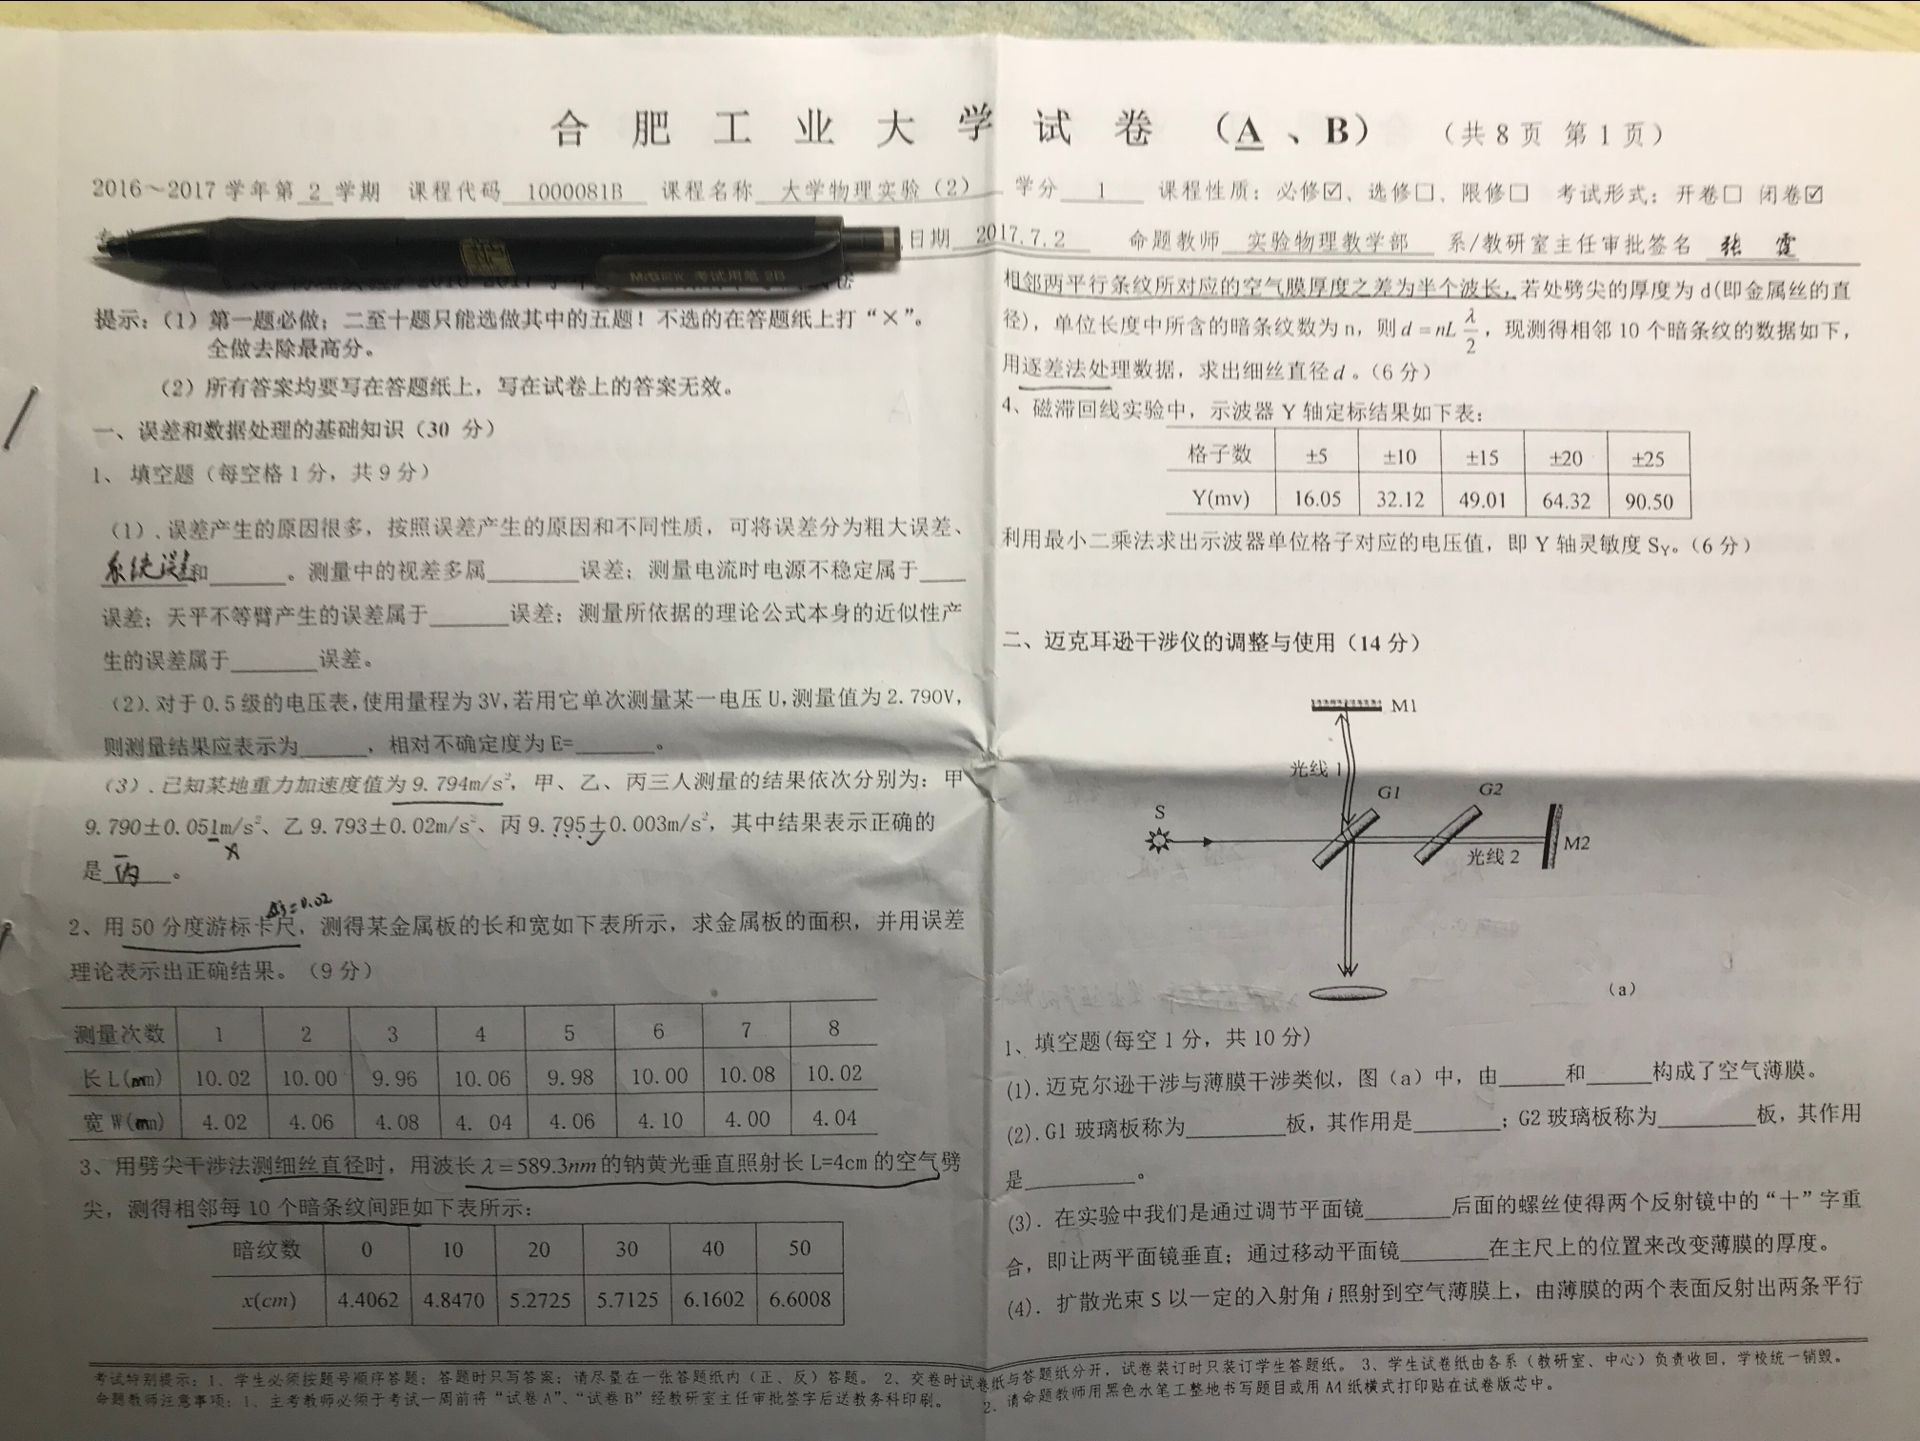 合肥工业大学试卷（A、B） （共 8 页 第 1 页）
2016～2017 学年第 2 学期 课程代码 1000081B 课程名称 大学物理实验（2） 学分 1 课程性质：必修☑、选修☐、限修☐ 考试形式：开卷☐ 闭卷☑
日期 2017.7.2 命题教师 实验物理教学部 系/教研室主任审批签名 张霆
M&G 考试用笔 2B
提示：（1）第一题必做；二至十题只能选做其中的五题！不选的在答题纸上打“×”。
全做去除最高分。
（2）所有答案均要写在答题纸上，写在试卷上的答案无效。
一、误差和数据处理的基础知识（30 分）
1、填空题（每空格 1 分，共 9 分）
（1）.误差产生的原因很多，按照误差产生的原因和不同性质，可将误差分为粗大误差、
系统误差和______。测量中的视差多属______误差；测量电流时电源不稳定属于____
误差；天平不等臂产生的误差属于______误差；测量所依据的理论公式本身的近似性产
生的误差属于______误差。
（2）.对于 0.5 级的电压表，使用量程为 3V，若用它单次测量某一电压 U，测量值为 2.790V，
则测量结果应表示为_____，相对不确定度为 E=______。
（3）.已知某地重力加速度值为 9.794m/s²，甲、乙、丙三人测量的结果依次分别为：甲
9.790±0.051m/s²、乙 9.793±0.02m/s²、丙 9.795±0.003m/s²，其中结果表示正确的
×
是 丙 。
Δ=0.02
2、用 50 分度游标卡尺，测得某金属板的长和宽如下表所示，求金属板的面积，并用误差
理论表示出正确结果。（9 分）
测量次数 1 2 3 4 5 6 7 8
长 L(mm) 10.02 10.00 9.96 10.06 9.98 10.00 10.08 10.02
宽 W(mm) 4.02 4.06 4.08 4. 04 4.06 4.10 4.00 4.04
3、用劈尖干涉法测细丝直径时，用波长 λ=589.3nm 的钠黄光垂直照射长 L=4cm 的空气劈
尖，测得相邻每 10 个暗条纹间距如下表所示：
暗纹数 0 10 20 30 40 50
x(cm) 4.4062 4.8470 5.2725 5.7125 6.1602 6.6008
相邻两平行条纹所对应的空气膜厚度之差为半个波长，若处劈尖的厚度为 d(即金属丝的直
径)，单位长度中所含的暗条纹数为 n，则 d = nL λ/2，现测得相邻 10 个暗条纹的数据如下，
用逐差法处理数据，求出细丝直径 d 。（6 分）
4、磁滞回线实验中，示波器 Y 轴定标结果如下表：
格子数 ±5 ±10 ±15 ±20 ±25
Y(mv) 16.05 32.12 49.01 64.32 90.50
利用最小二乘法求出示波器单位格子对应的电压值，即 Y 轴灵敏度 SY。（6 分）
二、迈克耳逊干涉仪的调整与使用（14 分）
M1
光线 1
G1 G2
S
光线 2 M2
(a)
1、填空题(每空 1 分，共 10 分)
(1).迈克尔逊干涉与薄膜干涉类似，图（a）中，由_____和_____构成了空气薄膜。
(2).G1 玻璃板称为________板，其作用是_______；G2 玻璃板称为________板，其作用
是_________。
(3). 在实验中我们是通过调节平面镜_______后面的螺丝使得两个反射镜中的“十”字重
合，即让两平面镜垂直；通过移动平面镜_______在主尺上的位置来改变薄膜的厚度。
(4). 扩散光束 S 以一定的入射角 i 照射到空气薄膜上，由薄膜的两个表面反射出两条平行
考试特别提示：1、学生必须按题号顺序答题；答题时只写答案；请尽量在一张答题纸内（正、反）答题。 2、交卷时试卷纸与答题纸分开，试卷装订时只装订学生答题纸。 3、学生试卷纸由各系（教研室、中心）负责收回，学校统一销毁。
命题教师注意事项：1、主考教师必须于考试一周前将“试卷 A”、“试卷 B”经教研室主任审批签字后送教务科印刷。 2、请命题教师用黑色水笔工整地书写题目或用 A4 纸横式打印贴在试卷版芯中。